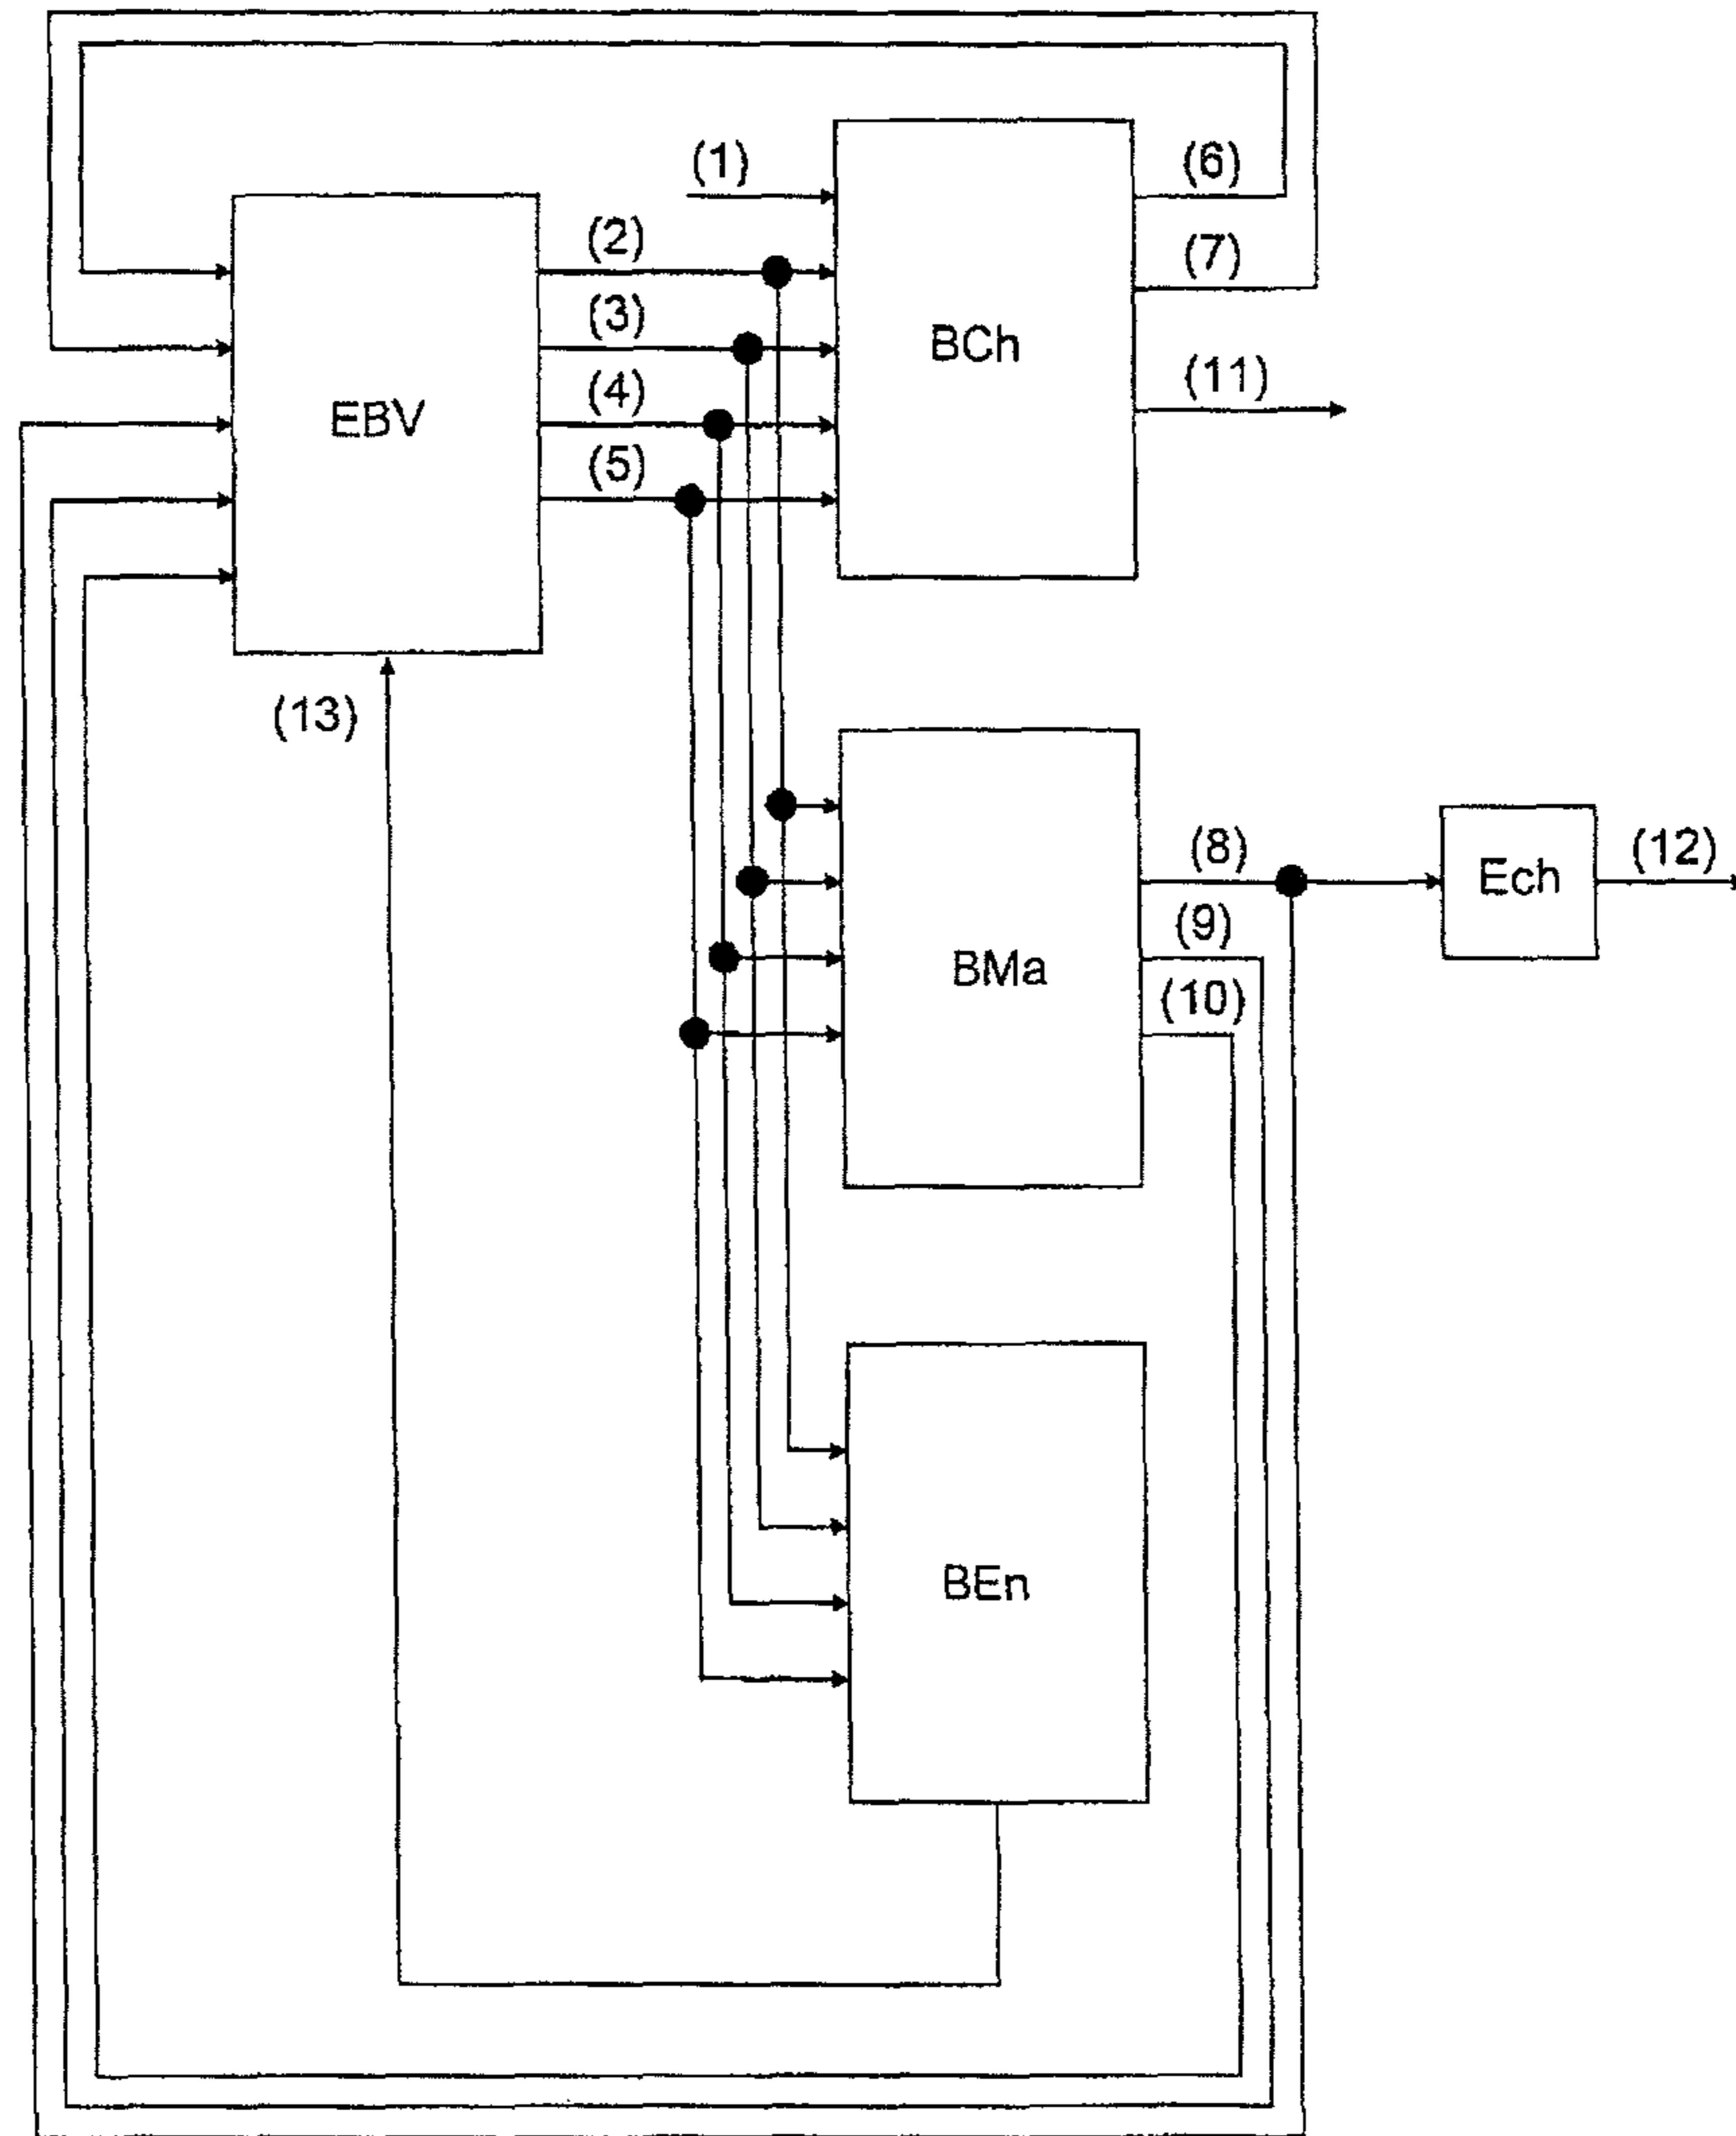 (1)
(6)
(2)
(7)
(3)
BCh
(4)
(11)
EBV
(5)
(13)
(8)
(12)
Ech
(9)
BMa
(10)
BEn